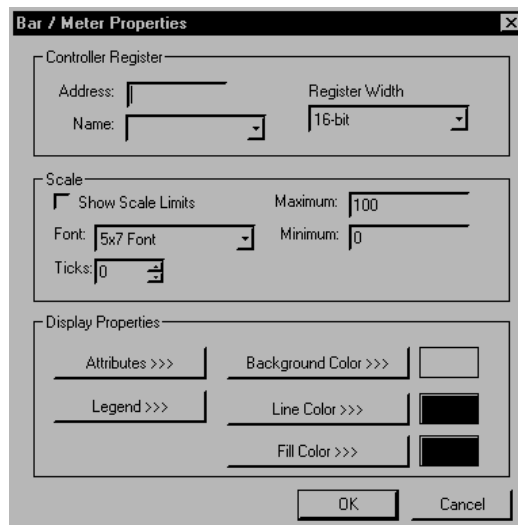 Bar / Meter Properties
Controller Register
Address:
Register Width
Name:
16-bit
Scale
Show Scale Limits
Maximum: 100
Font: 5x7 Font
Minimum: 0
Ticks: 0
Display Properties
Attributes >>>
Background Color >>>
Legend >>>
Line Color >>>
Fill Color >>>
OK
Cancel